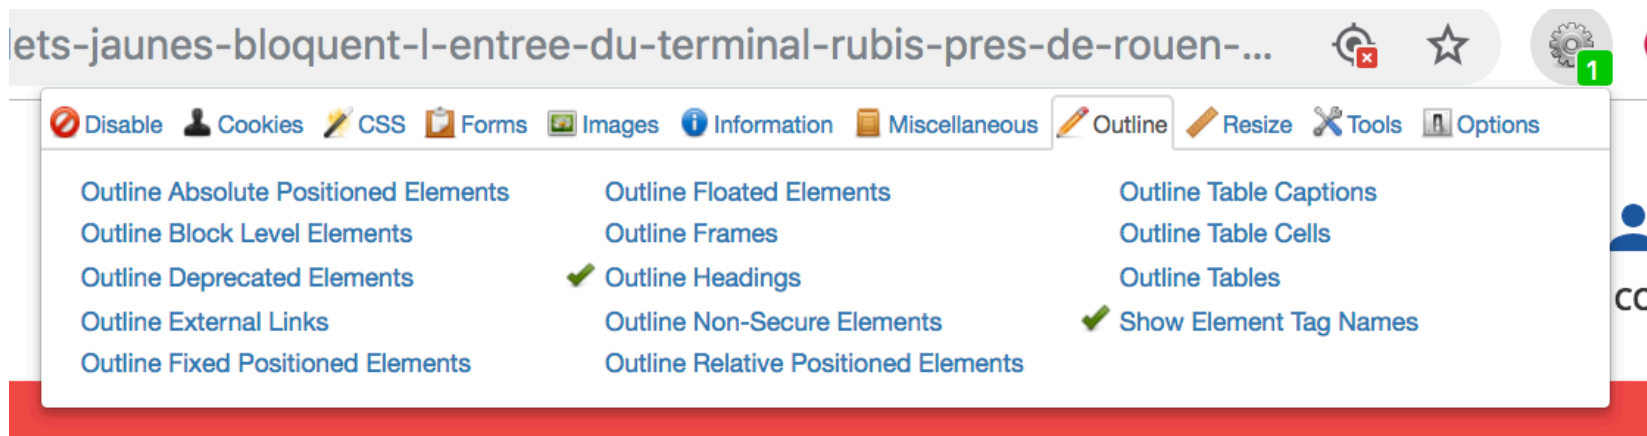 lets-jaunes-bloquent-l-entree-du-terminal-rubis-pres-de-rouen-...
1
Disable Cookies CSS Forms Images Information Miscellaneous Outline Resize Tools Options
Outline Absolute Positioned Elements Outline Floated Elements Outline Table Captions
Outline Block Level Elements Outline Frames Outline Table Cells
Outline Deprecated Elements Outline Headings Outline Tables
CO
Outline External Links Outline Non-Secure Elements Show Element Tag Names
Outline Fixed Positioned Elements Outline Relative Positioned Elements